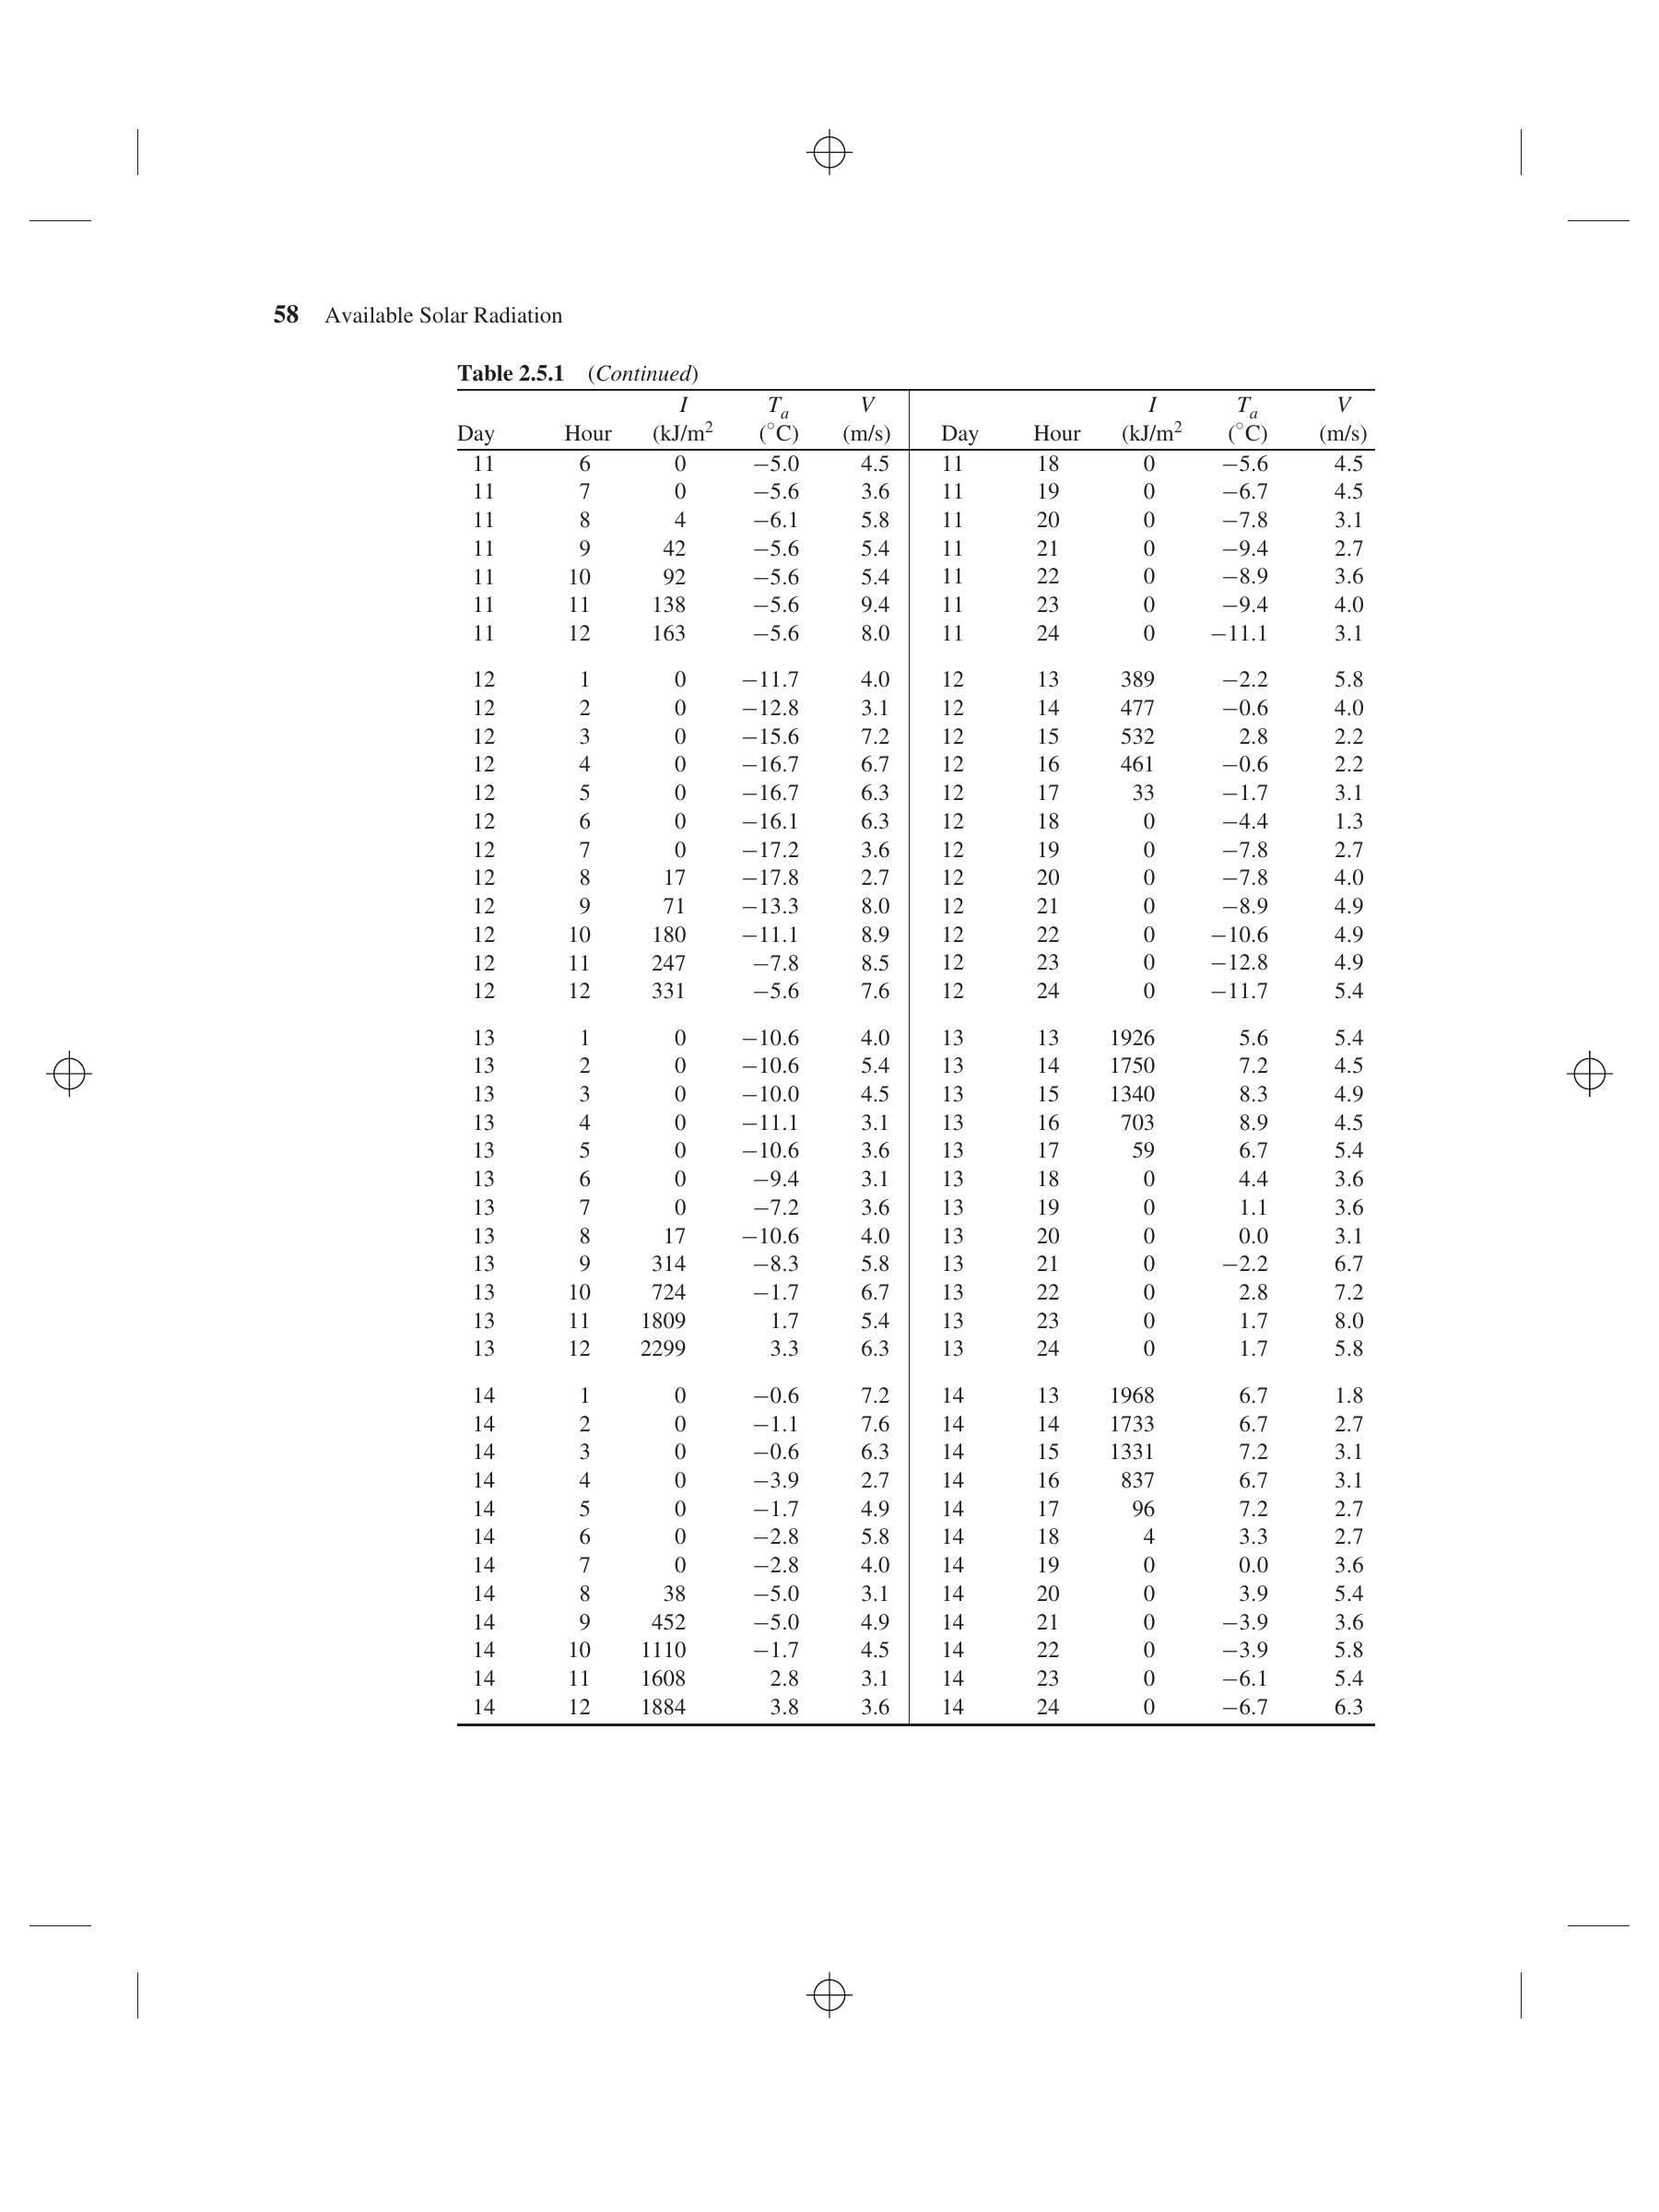 58 Available Solar Radiation
Table 2.5.1 (Continued)
I Ta V I Ta V
Day Hour (kJ/m2 (°C) (m/s) Day Hour (kJ/m2 (°C) (m/s)
11 6 0 −5.0 4.5 11 18 0 −5.6 4.5
11 7 0 −5.6 3.6 11 19 0 −6.7 4.5
11 8 4 −6.1 5.8 11 20 0 −7.8 3.1
11 9 42 −5.6 5.4 11 21 0 −9.4 2.7
11 10 92 −5.6 5.4 11 22 0 −8.9 3.6
11 11 138 −5.6 9.4 11 23 0 −9.4 4.0
11 12 163 −5.6 8.0 11 24 0 −11.1 3.1
12 1 0 −11.7 4.0 12 13 389 −2.2 5.8
12 2 0 −12.8 3.1 12 14 477 −0.6 4.0
12 3 0 −15.6 7.2 12 15 532 2.8 2.2
12 4 0 −16.7 6.7 12 16 461 −0.6 2.2
12 5 0 −16.7 6.3 12 17 33 −1.7 3.1
12 6 0 −16.1 6.3 12 18 0 −4.4 1.3
12 7 0 −17.2 3.6 12 19 0 −7.8 2.7
12 8 17 −17.8 2.7 12 20 0 −7.8 4.0
12 9 71 −13.3 8.0 12 21 0 −8.9 4.9
12 10 180 −11.1 8.9 12 22 0 −10.6 4.9
12 11 247 −7.8 8.5 12 23 0 −12.8 4.9
12 12 331 −5.6 7.6 12 24 0 −11.7 5.4
13 1 0 −10.6 4.0 13 13 1926 5.6 5.4
13 2 0 −10.6 5.4 13 14 1750 7.2 4.5
13 3 0 −10.0 4.5 13 15 1340 8.3 4.9
13 4 0 −11.1 3.1 13 16 703 8.9 4.5
13 5 0 −10.6 3.6 13 17 59 6.7 5.4
13 6 0 −9.4 3.1 13 18 0 4.4 3.6
13 7 0 −7.2 3.6 13 19 0 1.1 3.6
13 8 17 −10.6 4.0 13 20 0 0.0 3.1
13 9 314 −8.3 5.8 13 21 0 −2.2 6.7
13 10 724 −1.7 6.7 13 22 0 2.8 7.2
13 11 1809 1.7 5.4 13 23 0 1.7 8.0
13 12 2299 3.3 6.3 13 24 0 1.7 5.8
14 1 0 −0.6 7.2 14 13 1968 6.7 1.8
14 2 0 −1.1 7.6 14 14 1733 6.7 2.7
14 3 0 −0.6 6.3 14 15 1331 7.2 3.1
14 4 0 −3.9 2.7 14 16 837 6.7 3.1
14 5 0 −1.7 4.9 14 17 96 7.2 2.7
14 6 0 −2.8 5.8 14 18 4 3.3 2.7
14 7 0 −2.8 4.0 14 19 0 0.0 3.6
14 8 38 −5.0 3.1 14 20 0 3.9 5.4
14 9 452 −5.0 4.9 14 21 0 −3.9 3.6
14 10 1110 −1.7 4.5 14 22 0 −3.9 5.8
14 11 1608 2.8 3.1 14 23 0 −6.1 5.4
14 12 1884 3.8 3.6 14 24 0 −6.7 6.3